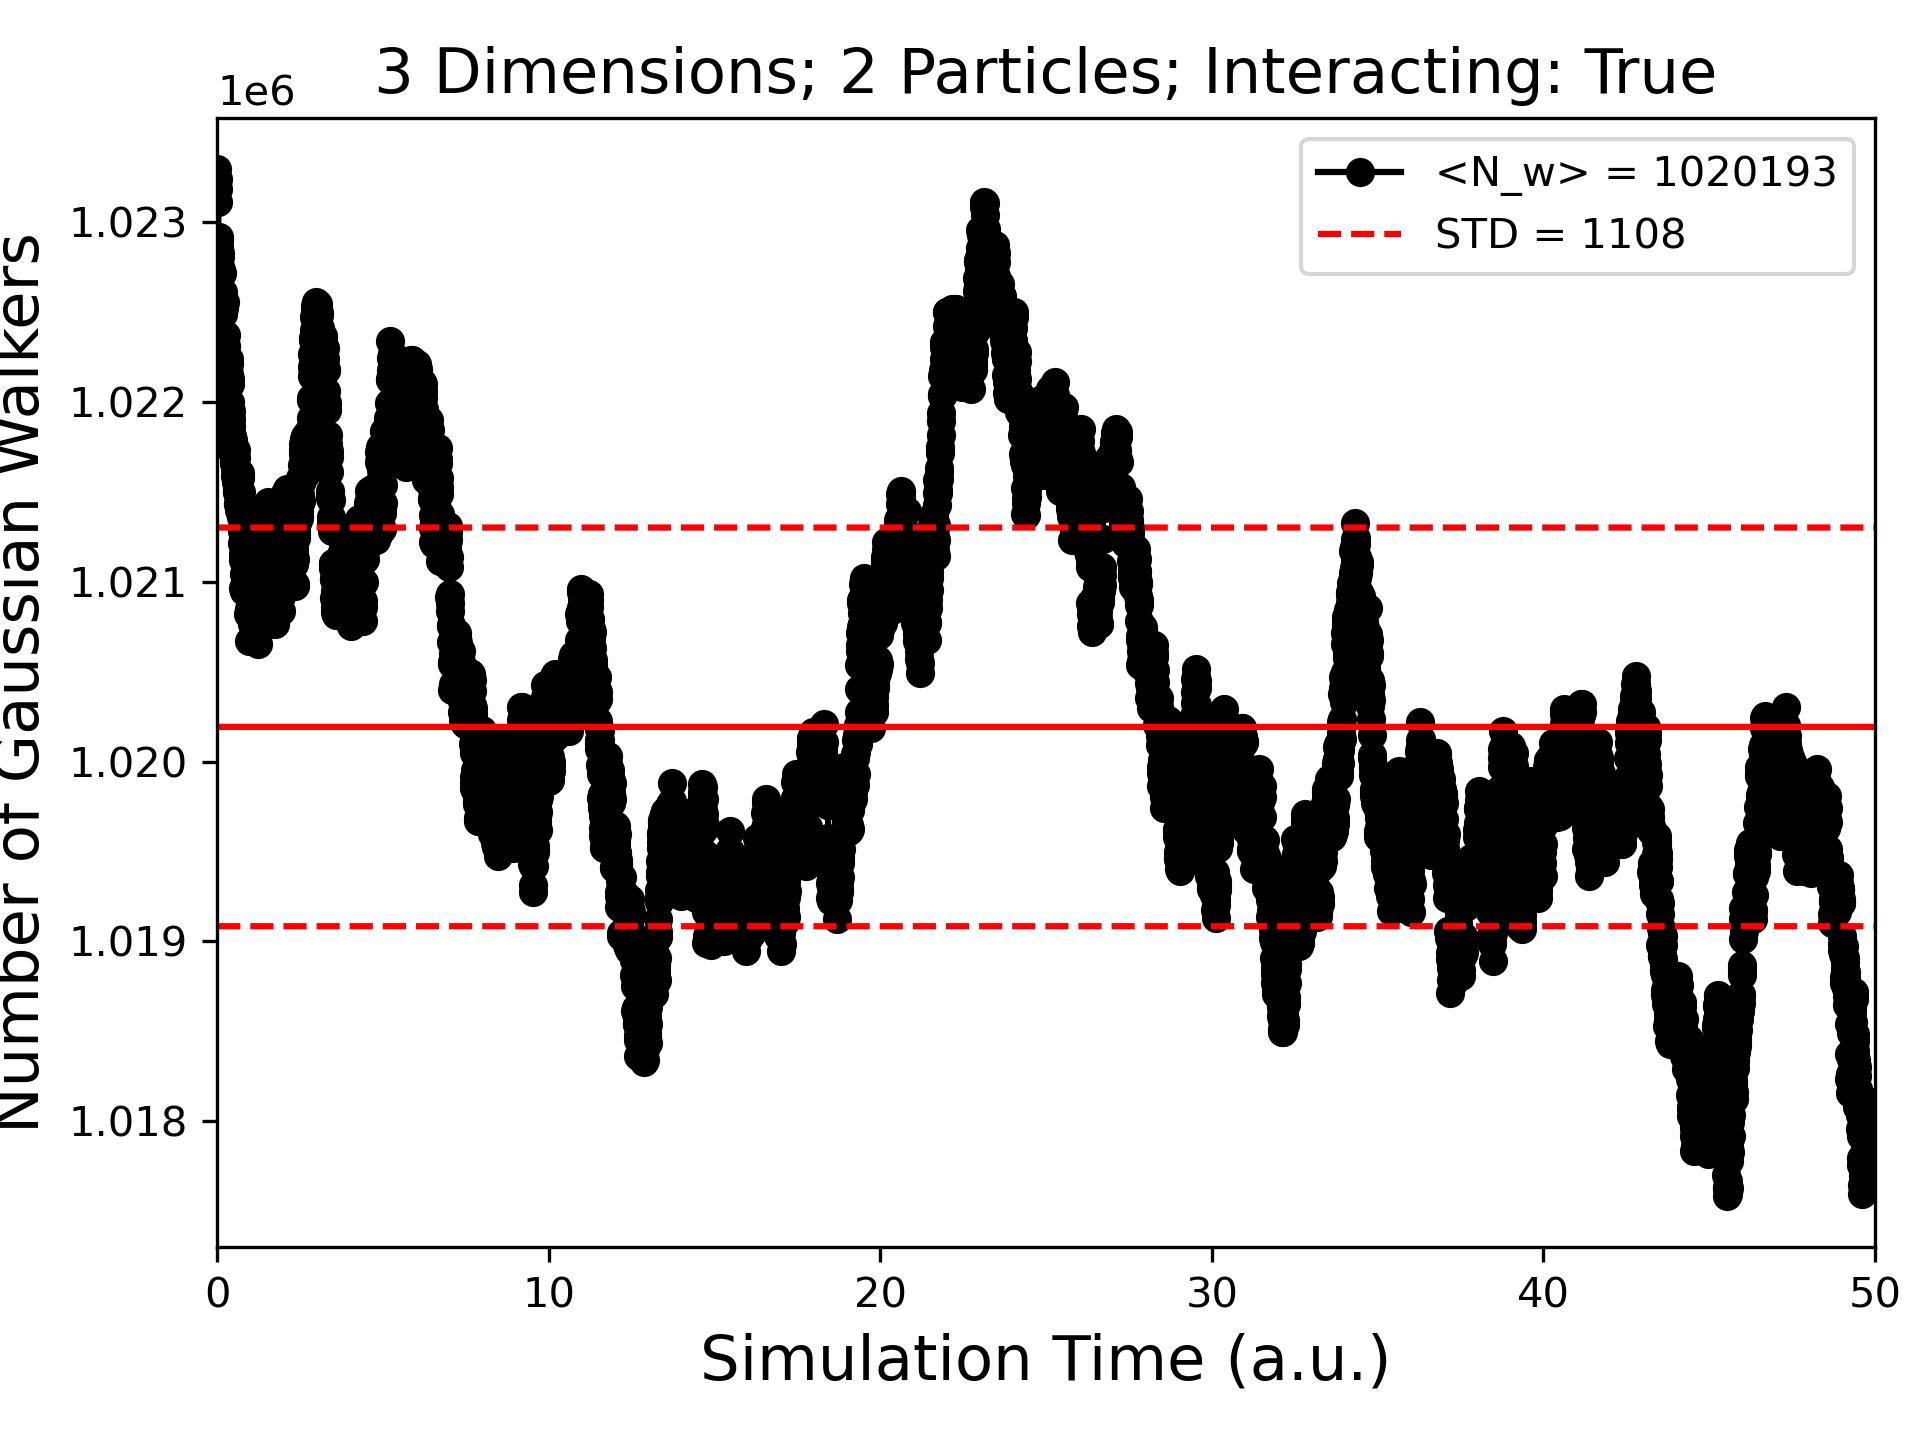 3 Dimensions; 2 Particles; Interacting: True
1e6
<N_w> = 1020193
STD = 1108
Number of Gaussian Walkers
1.023
1.022
1.021
1.020
1.019
1.018
0 10 20 30 40 50
Simulation Time (a.u.)